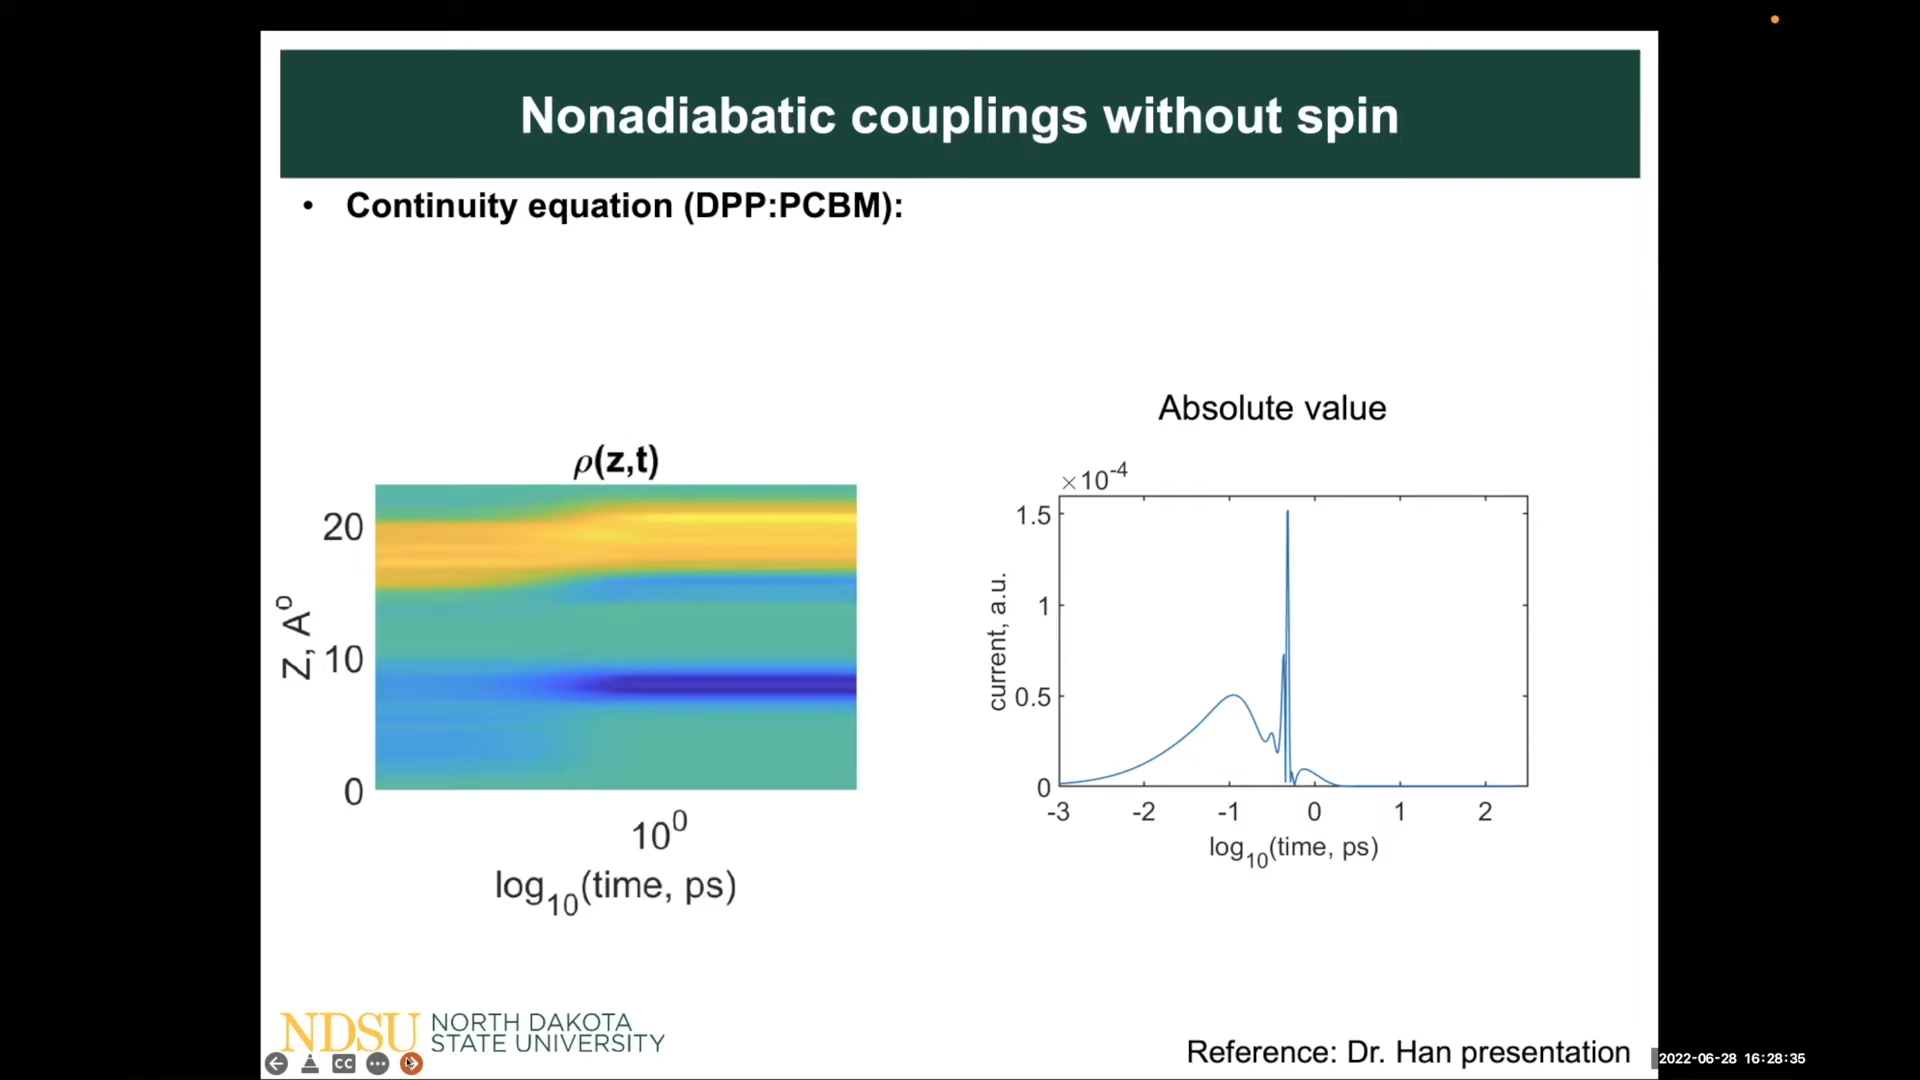 Nonadiabatic couplings without spin
• Continuity equation (DPP:PCBM):
Absolute value
ρ(z,t)
20
10
0
Z, A⁰
10⁰
log₁₀(time, ps)
×10⁻⁴
1.5
1
0.5
0
current, a.u.
-3 -2 -1 0 1 2
log₁₀(time, ps)
NDSU NORTH DAKOTA
STATE UNIVERSITY
CC
Reference: Dr. Han presentation
2022-06-28 16:28:35